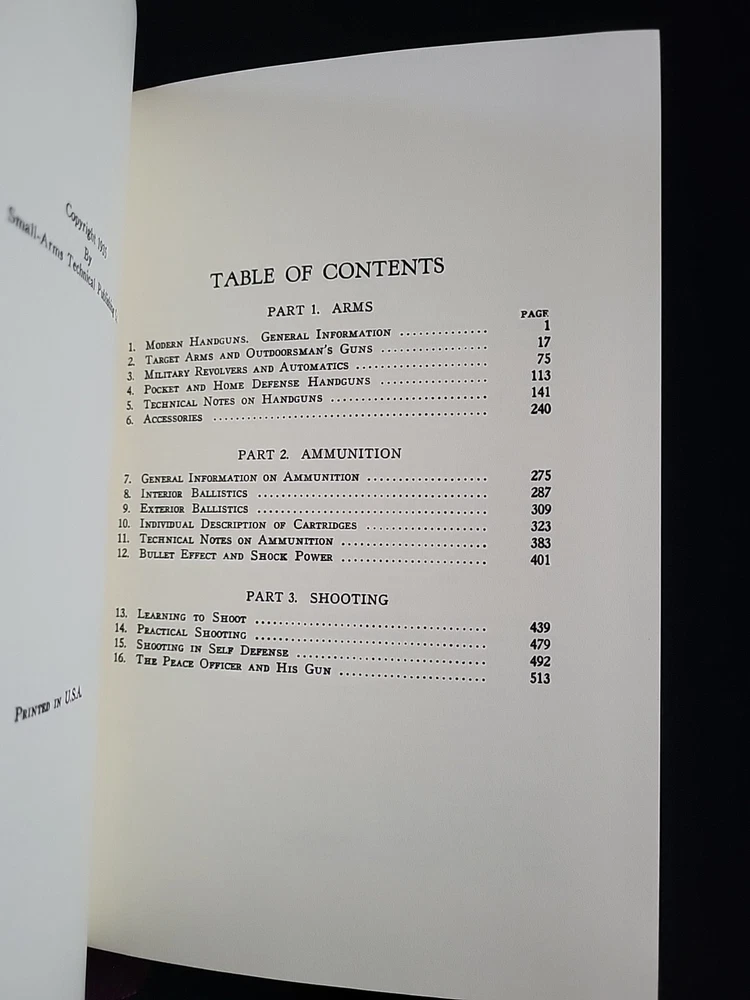 Copyright
By
Small-Arms Technical Publishing
Printed in U.S.A.
TABLE OF CONTENTS
PART 1. ARMS
PAGE
1. Modern Handguns. General Information .............. 1
2. Target Arms and Outdoorsman's Guns ................ 17
3. Military Revolvers and Automatics .................... 75
4. Pocket and Home Defense Handguns ................ 113
5. Technical Notes on Handguns ........................ 141
6. Accessories ......................................... 240
PART 2. AMMUNITION
7. General Information on Ammunition .................. 275
8. Interior Ballistics ................................... 287
9. Exterior Ballistics ................................... 309
10. Individual Description of Cartridges .................. 323
11. Technical Notes on Ammunition ...................... 383
12. Bullet Effect and Shock Power ...................... 401
PART 3. SHOOTING
13. Learning to Shoot ................................... 439
14. Practical Shooting ................................... 479
15. Shooting in Self Defense ............................. 492
16. The Peace Officer and His Gun ...................... 513